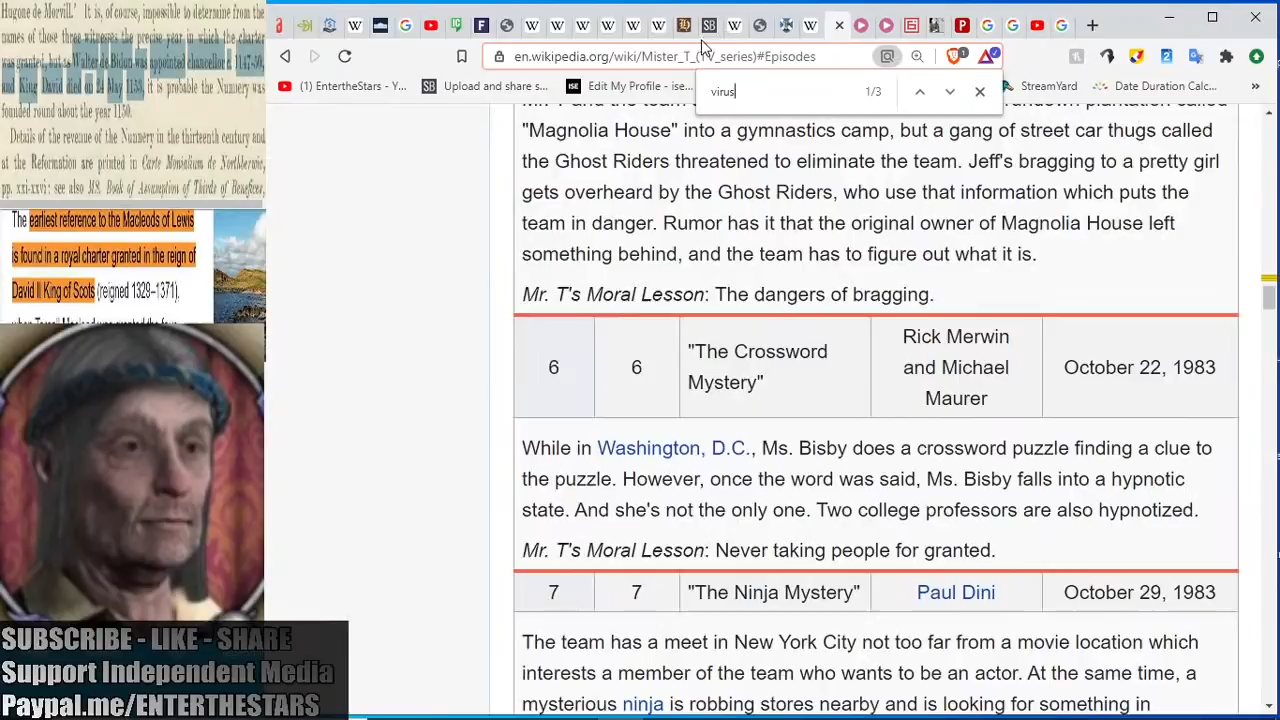 Hugone de Morvill.' It is, of course, impossible to determine from the
names of those three witnesses the precise year in which the charter
was granted, but as Walter de Bidun was appointed chancellor in 1147-50,
and King David died on 24 May 1153, it is probable the Nunnery was
founded round about the year 1150.
Details of the revenue of the Nunnery in the thirteenth century and
at the Reformation are printed in Carte Monialium de Northberwic,
pp. xxi-xxvi: see also MS. Book of Assumption of Thirds of Benefices,
The earliest reference to the Macleods of Lewis
is found in a royal charter granted in the reign of
David II King of Scots (reigned 1329–1371),
SUBSCRIBE - LIKE - SHARE
Support Independent Media
Paypal.me/ENTERTHESTARS
en.wikipedia.org/wiki/Mister_T_(TV_series)#Episodes
(1) EntertheStars - Y...
Upload and share s...
Edit My Profile - ise...
StreamYard
Date Duration Calcu...
virus
1/3
"Magnolia House" into a gymnastics camp, but a gang of street car thugs called
the Ghost Riders threatened to eliminate the team. Jeff's bragging to a pretty girl
gets overheard by the Ghost Riders, who use that information which puts the
team in danger. Rumor has it that the original owner of Magnolia House left
something behind, and the team has to figure out what it is.
Mr. T's Moral Lesson: The dangers of bragging.
6 6 "The Crossword Mystery" Rick Merwin and Michael Maurer October 22, 1983
While in Washington, D.C., Ms. Bisby does a crossword puzzle finding a clue to
the puzzle. However, once the word was said, Ms. Bisby falls into a hypnotic
state. And she's not the only one. Two college professors are also hypnotized.
Mr. T's Moral Lesson: Never taking people for granted.
7 7 "The Ninja Mystery" Paul Dini October 29, 1983
The team has a meet in New York City not too far from a movie location which
interests a member of the team who wants to be an actor. At the same time, a
mysterious ninja is robbing stores nearby and is looking for something in